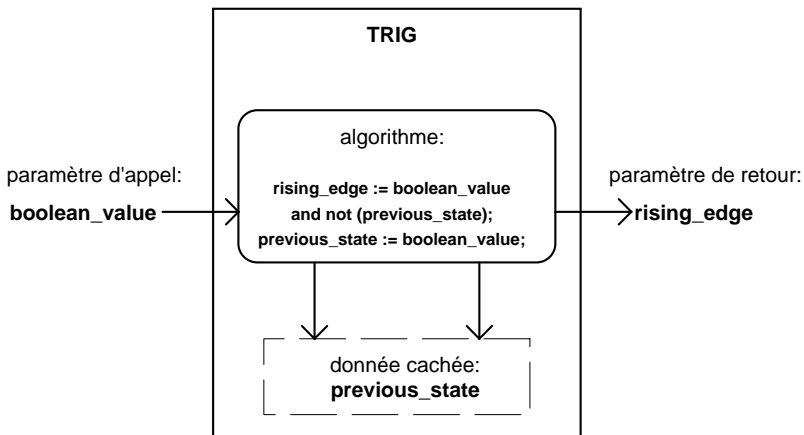 TRIG
algorithme:
paramètre d'appel:
boolean_value
rising_edge := boolean_value
and not (previous_state);
previous_state := boolean_value;
paramètre de retour:
rising_edge
donnée cachée:
previous_state